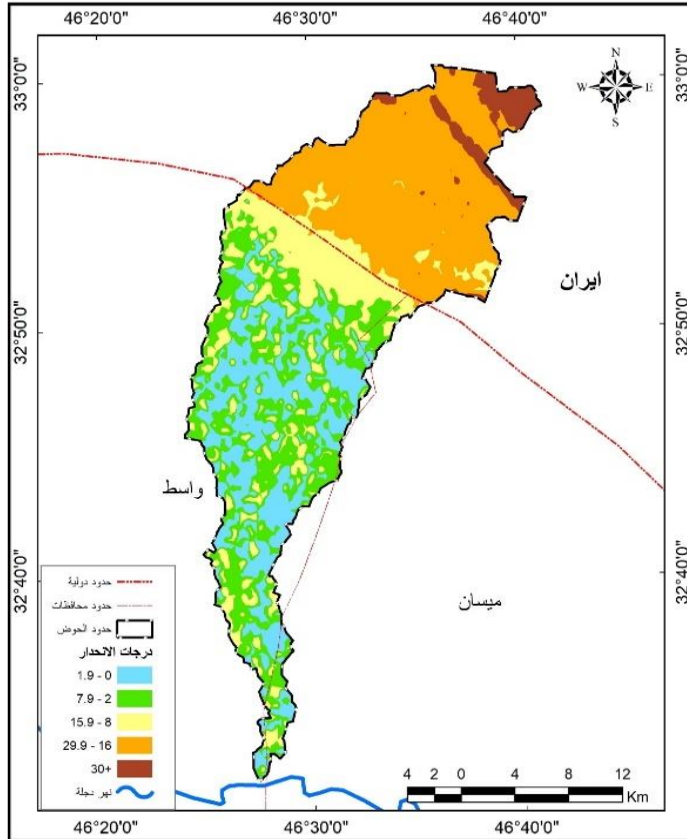 46°20'0" 46°30'0" 46°40'0"
N
W E
S
33°0'0" 33°0'0"
ايران
32°50'0" 32°50'0"
واسط
32°40'0" 32°40'0"
ميسان
حدود دولية
حدود محافظات
حدود الحوض
درجات الانحدار
1.9 - 0
7.9 - 2
15.9 - 8
29.9 - 16
30+
نهر دجلة
4 2 0 4 8 12
Km
46°20'0" 46°30'0" 46°40'0"